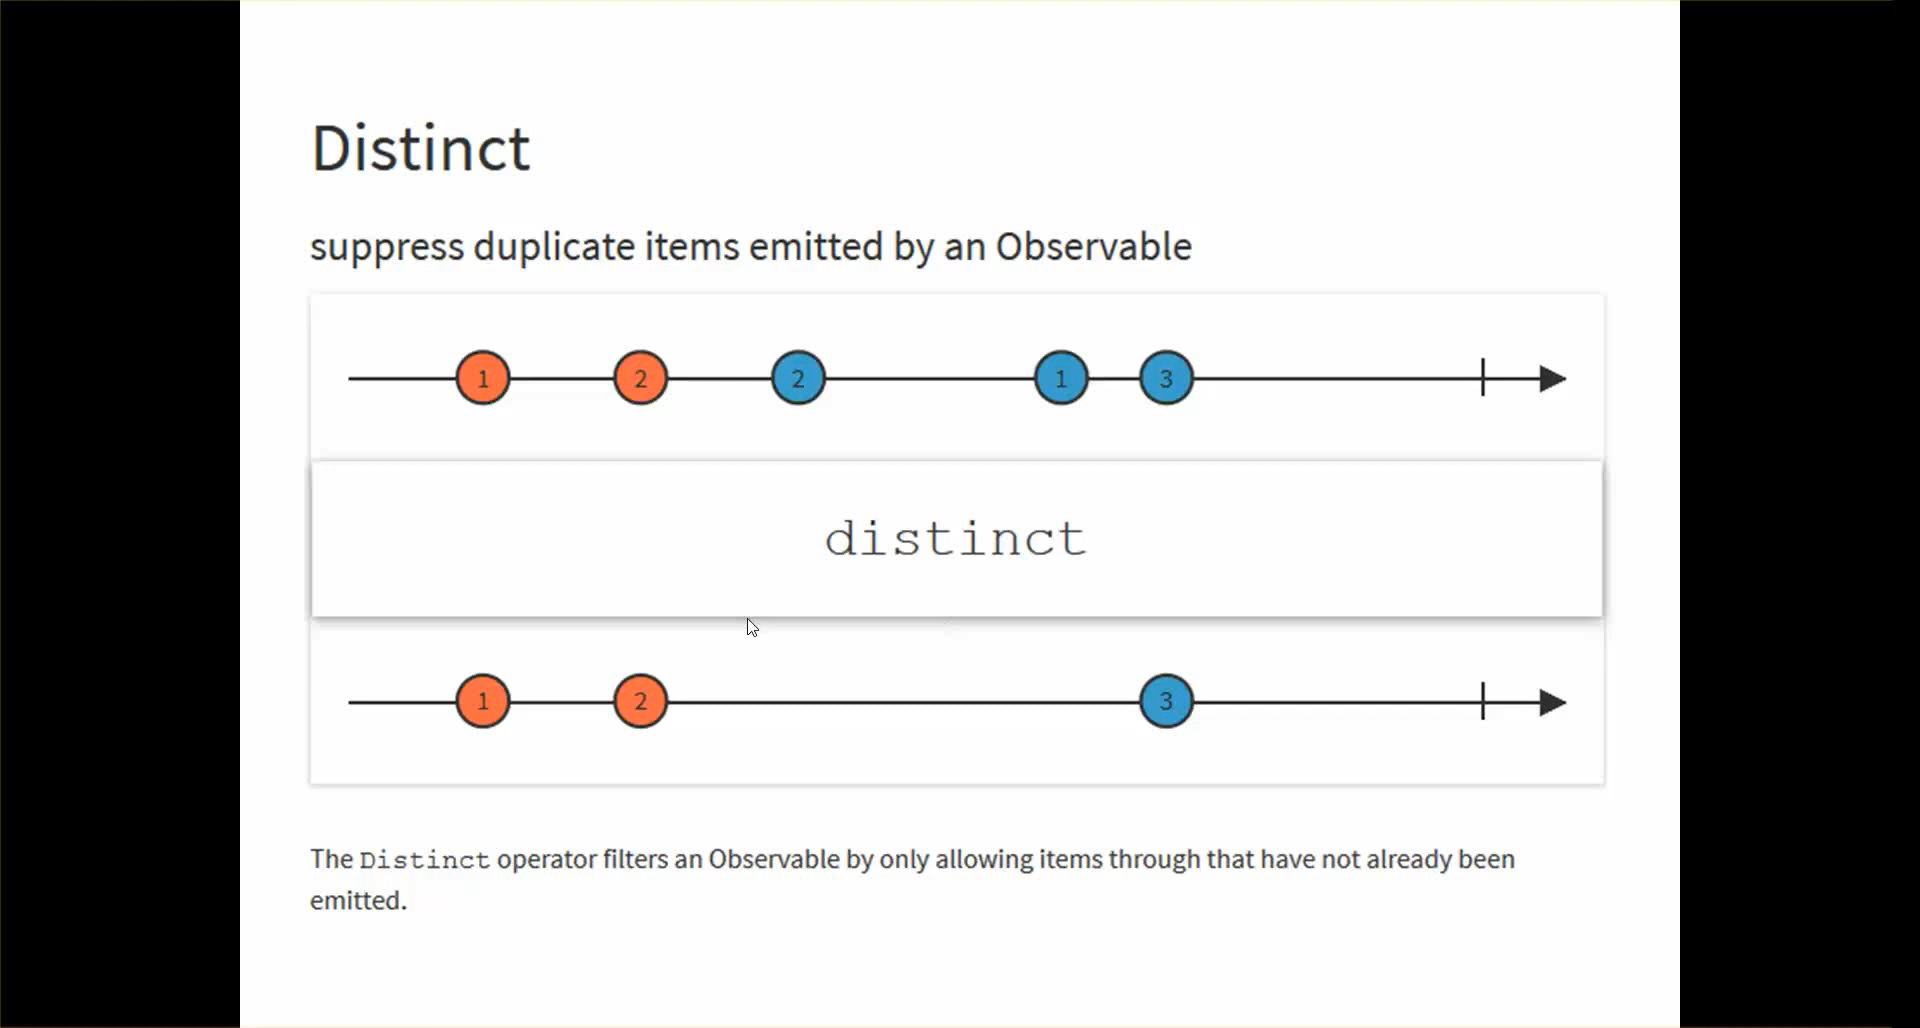 Distinct
suppress duplicate items emitted by an Observable
1 2 2 1 3
distinct
1 2 3
The Distinct operator filters an Observable by only allowing items through that have not already been
emitted.